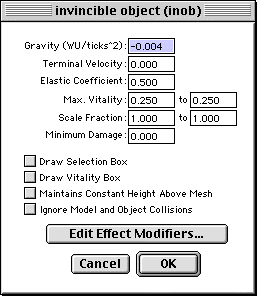 invincible object (inob)
Gravity (WU/ticks^2): -0.004
Terminal Velocity: 0.000
Elastic Coefficient: 0.500
Max. Vitality: 0.250 to 0.250
Scale Fraction: 1.000 to 1.000
Minimum Damage: 0.000
Draw Selection Box
Draw Vitality Box
Maintains Constant Height Above Mesh
Ignore Model and Object Collisions
Edit Effect Modifiers...
Cancel OK